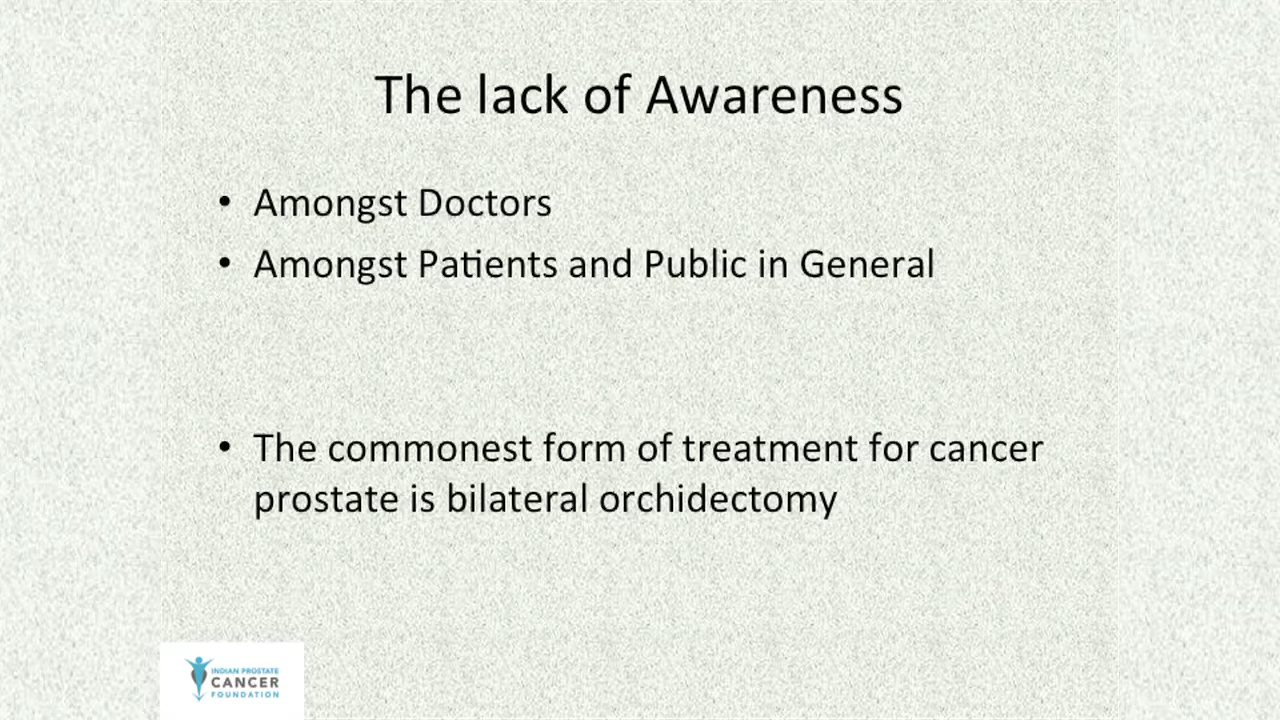 The lack of Awareness
• Amongst Doctors
• Amongst Patients and Public in General
• The commonest form of treatment for cancer
prostate is bilateral orchidectomy
INDIAN PROSTATE
CANCER
FOUNDATION